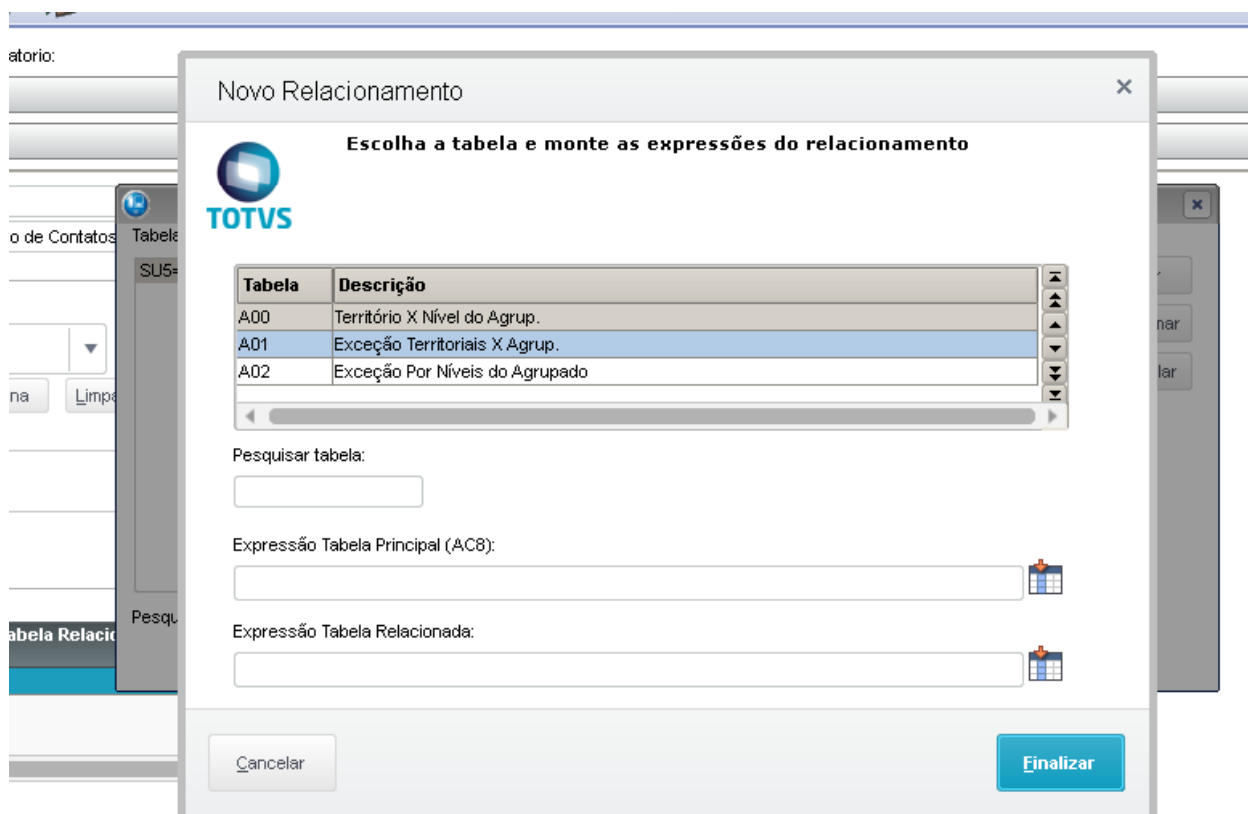 atorio:
Novo Relacionamento
Escolha a tabela e monte as expressões do relacionamento
TOTVS
o de Contatos
Tabela
SU5=
Tabela Descrição
A00 Território X Nível do Agrup.
A01 Exceção Territoriais X Agrup.
A02 Exceção Por Níveis do Agrupado
nar
lar
na
Limpa
Pesquisar tabela:
Expressão Tabela Principal (AC8):
Pesqu
abela Relacio
Expressão Tabela Relacionada:
Cancelar
Finalizar